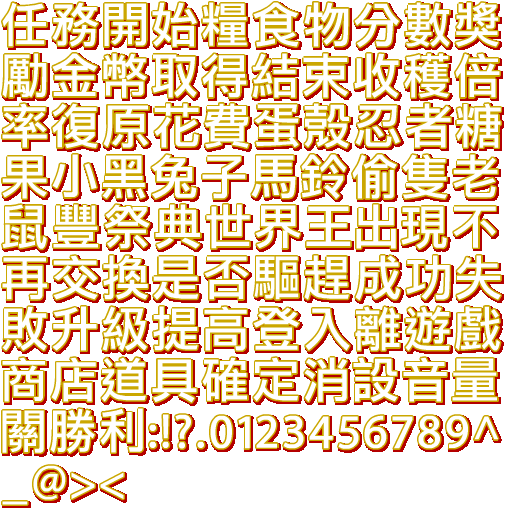 任務開始糧食物分數獎
勵金幣取得結束收穫倍
率復原花費蛋殼忍者糖
果小黑兔子馬鈴偷隻老
鼠豐祭典世界王出現不
再交換是否驅趕成功失
敗升級提高登入離遊戲
商店道具確定消設音量
關勝利:!?.0123456789^
_@><